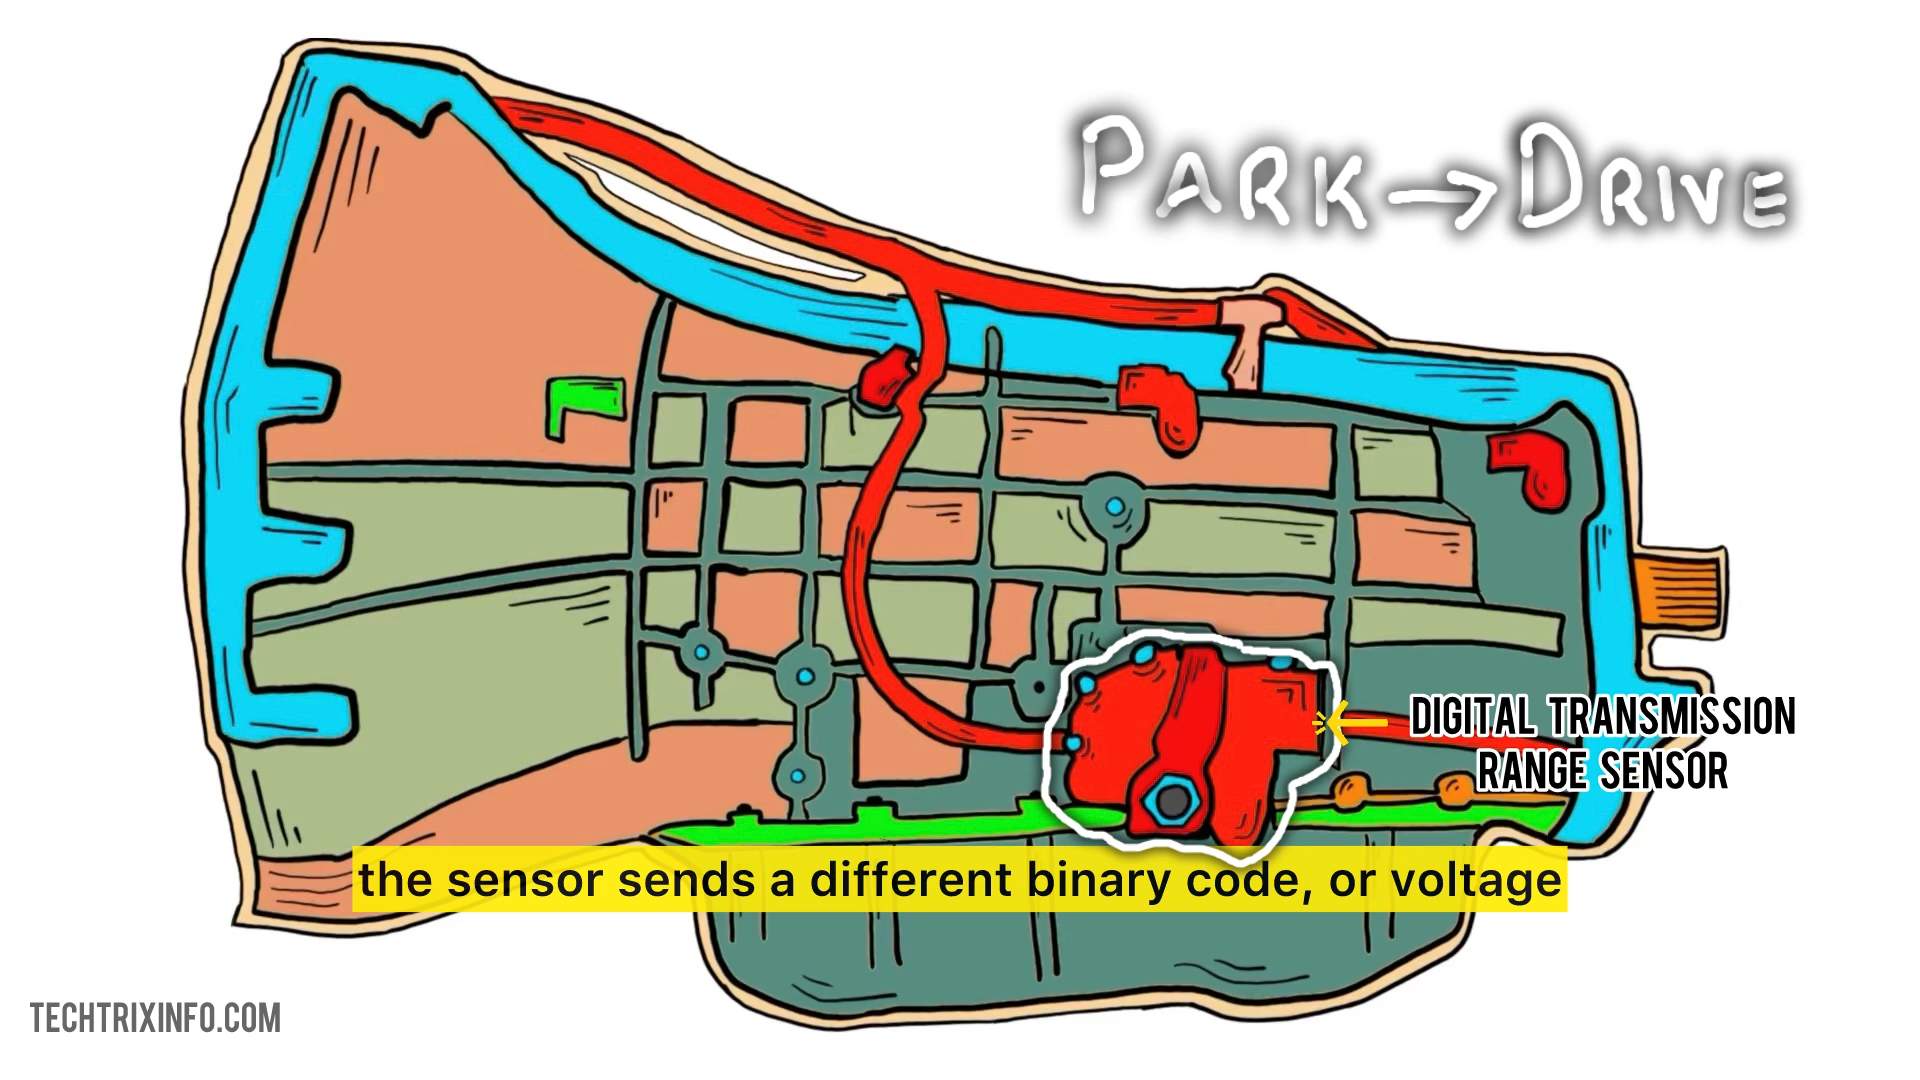 PARK→DRIVE
DIGITAL TRANSMISSION
RANGE SENSOR
the sensor sends a different binary code, or voltage
TECHTRIXINFO.COM